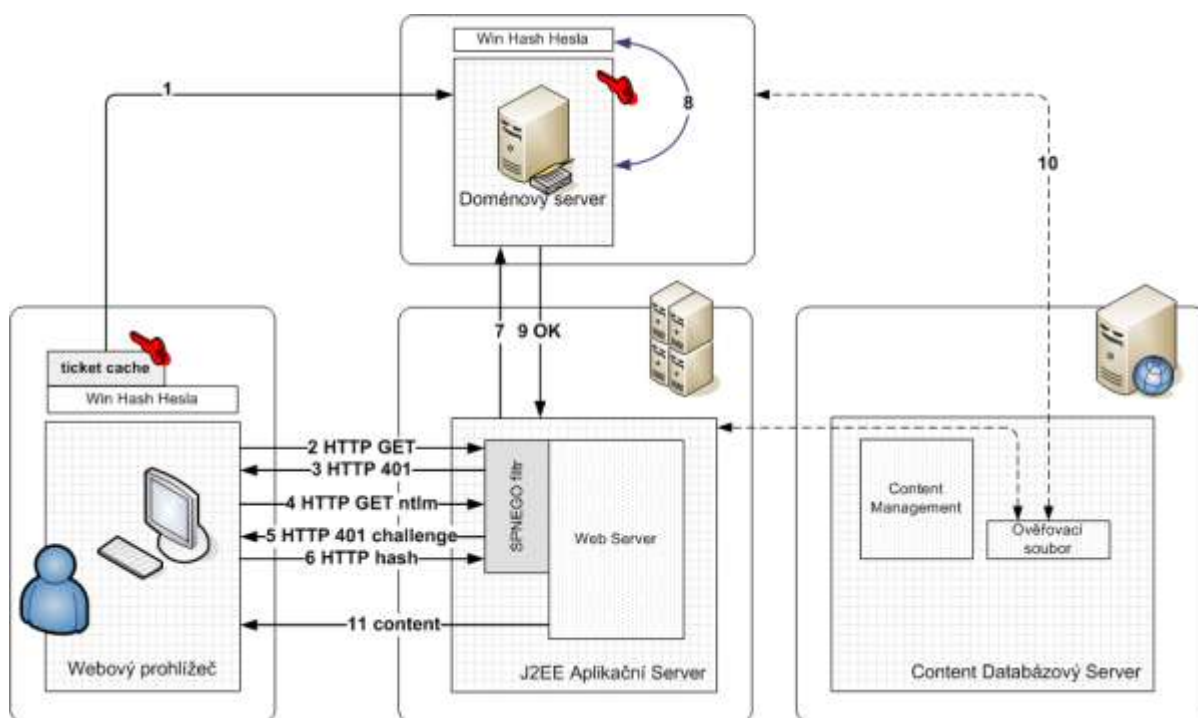 Win Hash Hesla
1
8
Doménový server
10
7
9 OK
ticket cache
Win Hash Hesla
2 HTTP GET
3 HTTP 401
4 HTTP GET ntlm
5 HTTP 401 challenge
6 HTTP hash
SPNEGO filtr
Web Server
Content
Management
Ověřovací
soubor
11 content
Webový prohlížeč
J2EE Aplikační Server
Content Databázový Server